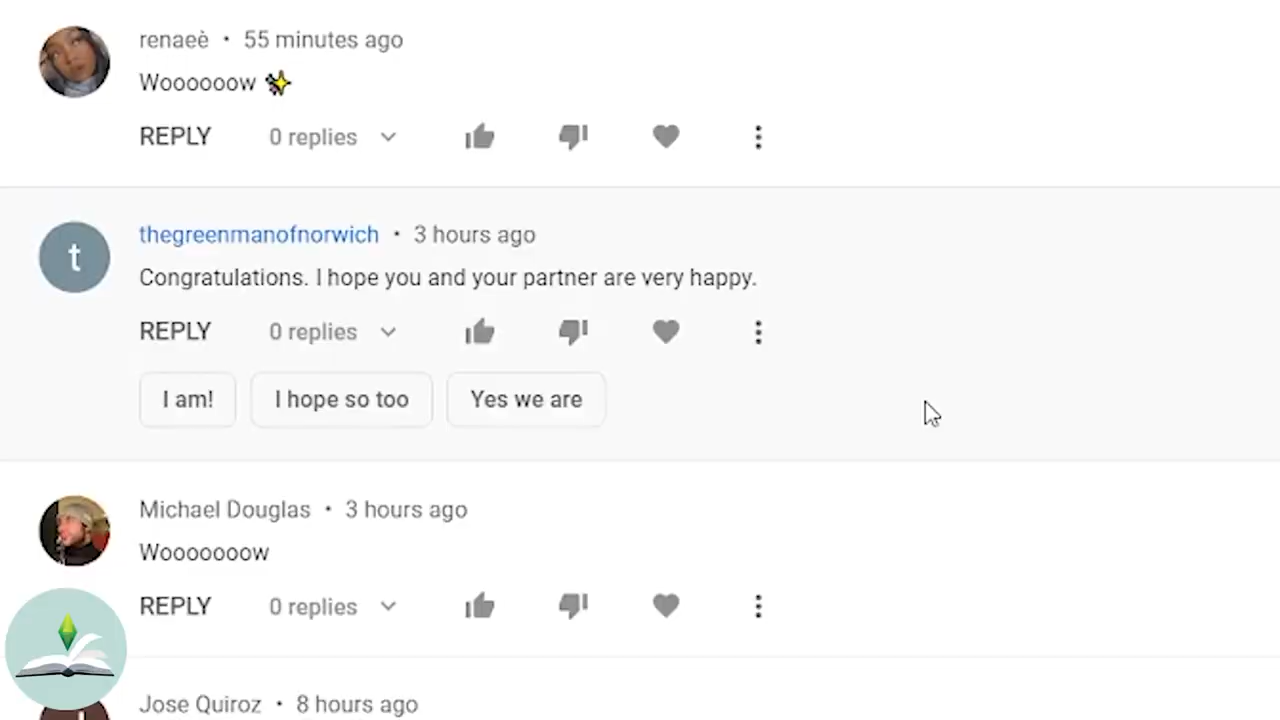 renaeè • 55 minutes ago
Woooooow ✨
REPLY 0 replies
thegreenmanofnorwich • 3 hours ago
t
Congratulations. I hope you and your partner are very happy.
REPLY 0 replies
I am! I hope so too Yes we are
Michael Douglas • 3 hours ago
Wooooooow
REPLY 0 replies
Jose Quiroz • 8 hours ago